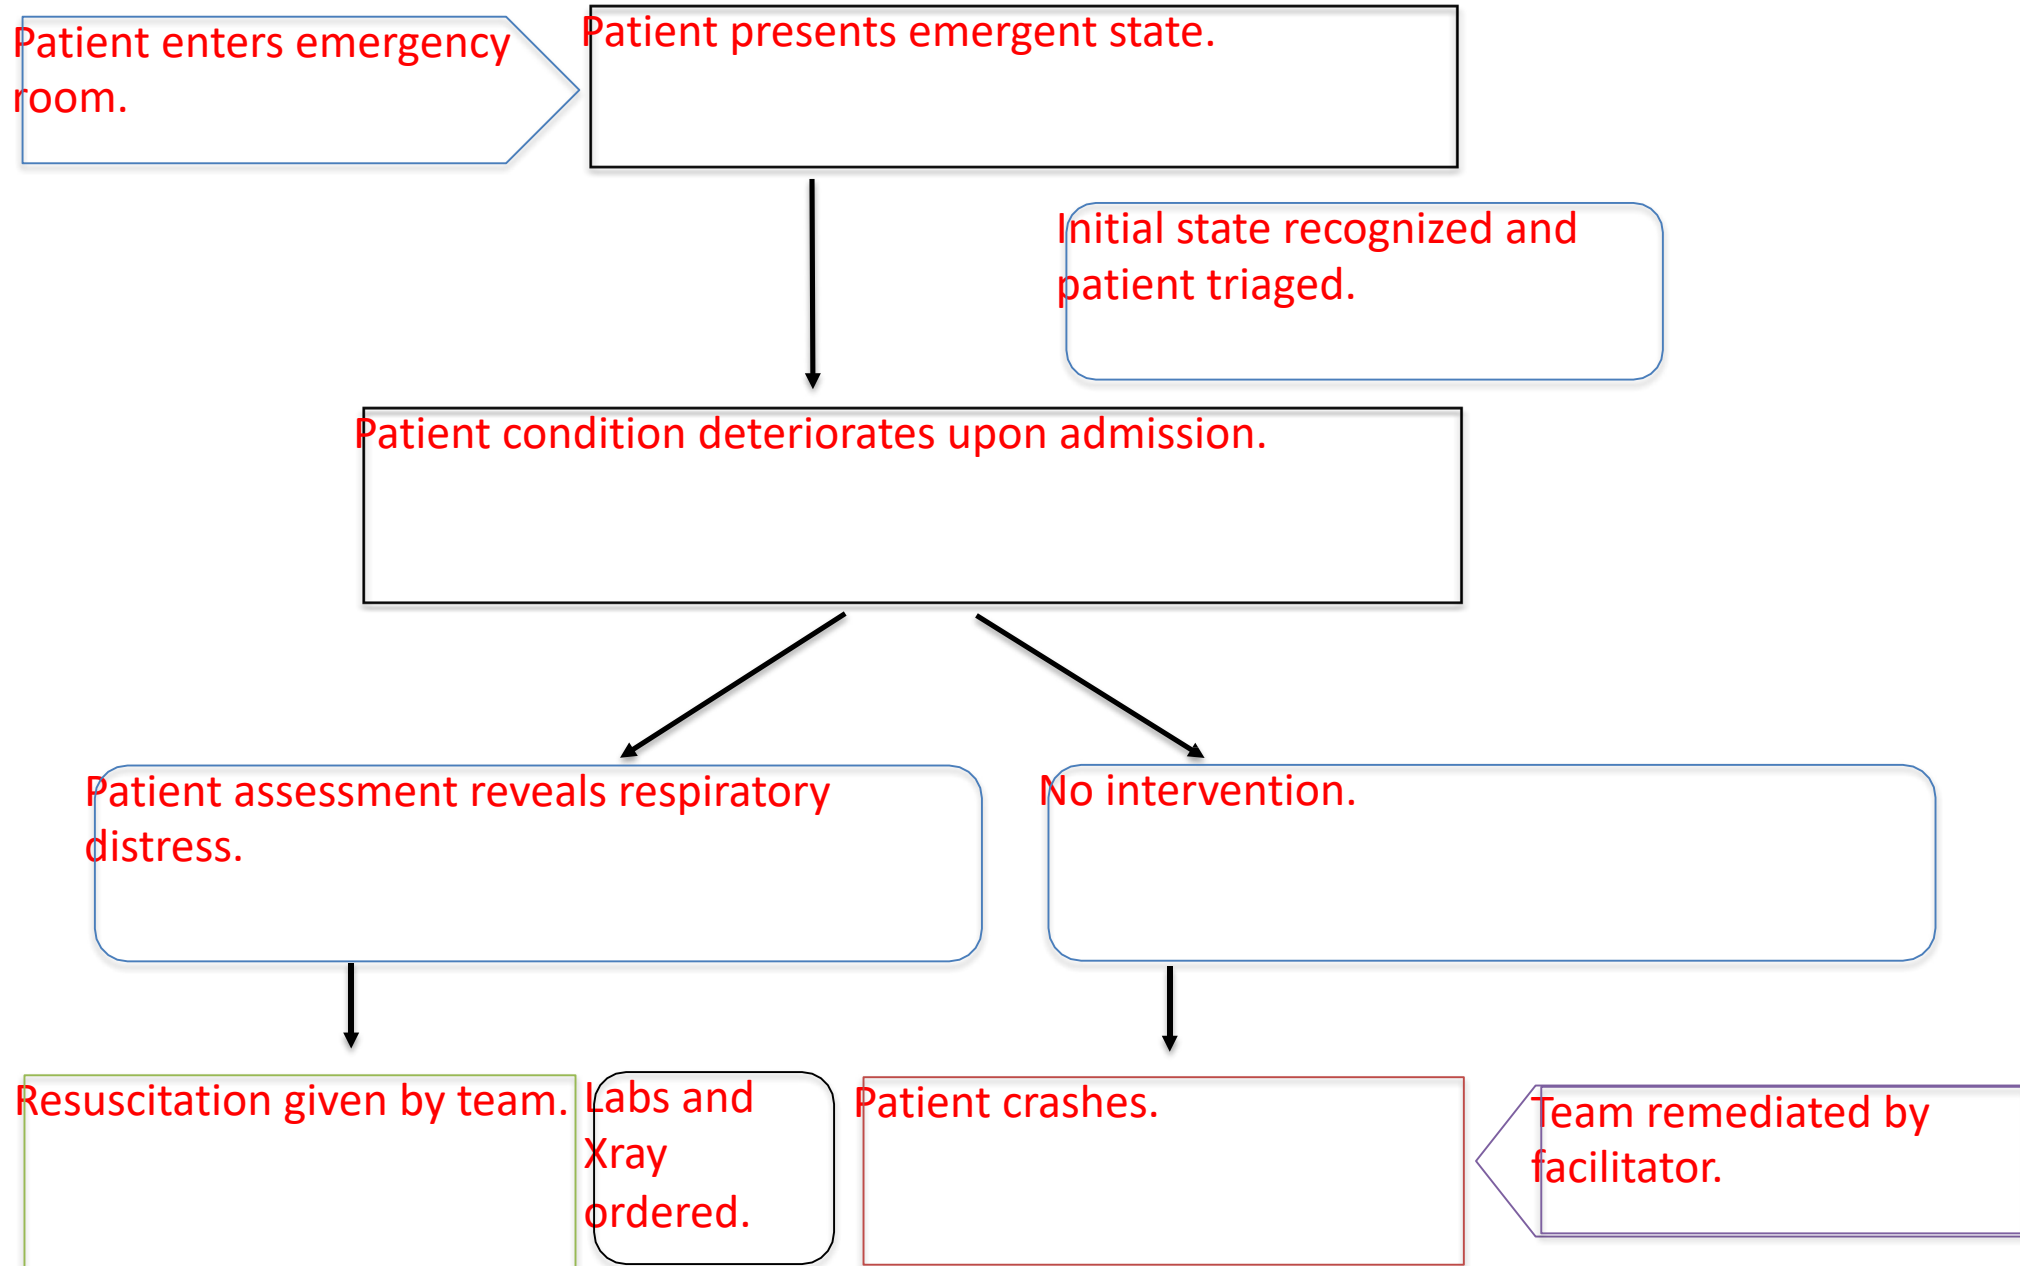 Patient enters emergency
room.
Patient presents emergent state.
Initial state recognized and
patient triaged.
Patient condition deteriorates upon admission.
Patient assessment reveals respiratory
distress.
No intervention.
Resuscitation given by team.
Labs and
Xray
ordered.
Patient crashes.
Team remediated by
facilitator.